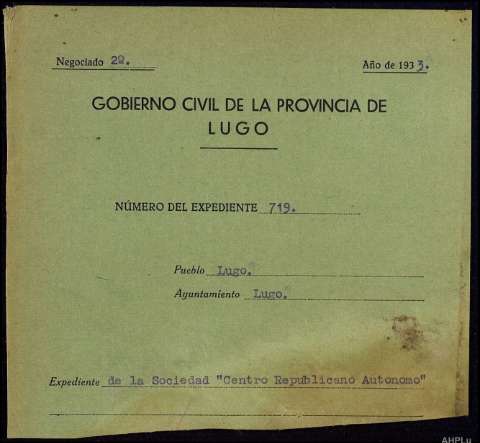 Negociado 2º. Año de 1933.
GOBIERNO CIVIL DE LA PROVINCIA DE
LUGO
NÚMERO DEL EXPEDIENTE 719.
Pueblo Lugo.
Ayuntamiento Lugo.
Expediente de la Sociedad "Centro Republicano Autonomo"
AHPLu